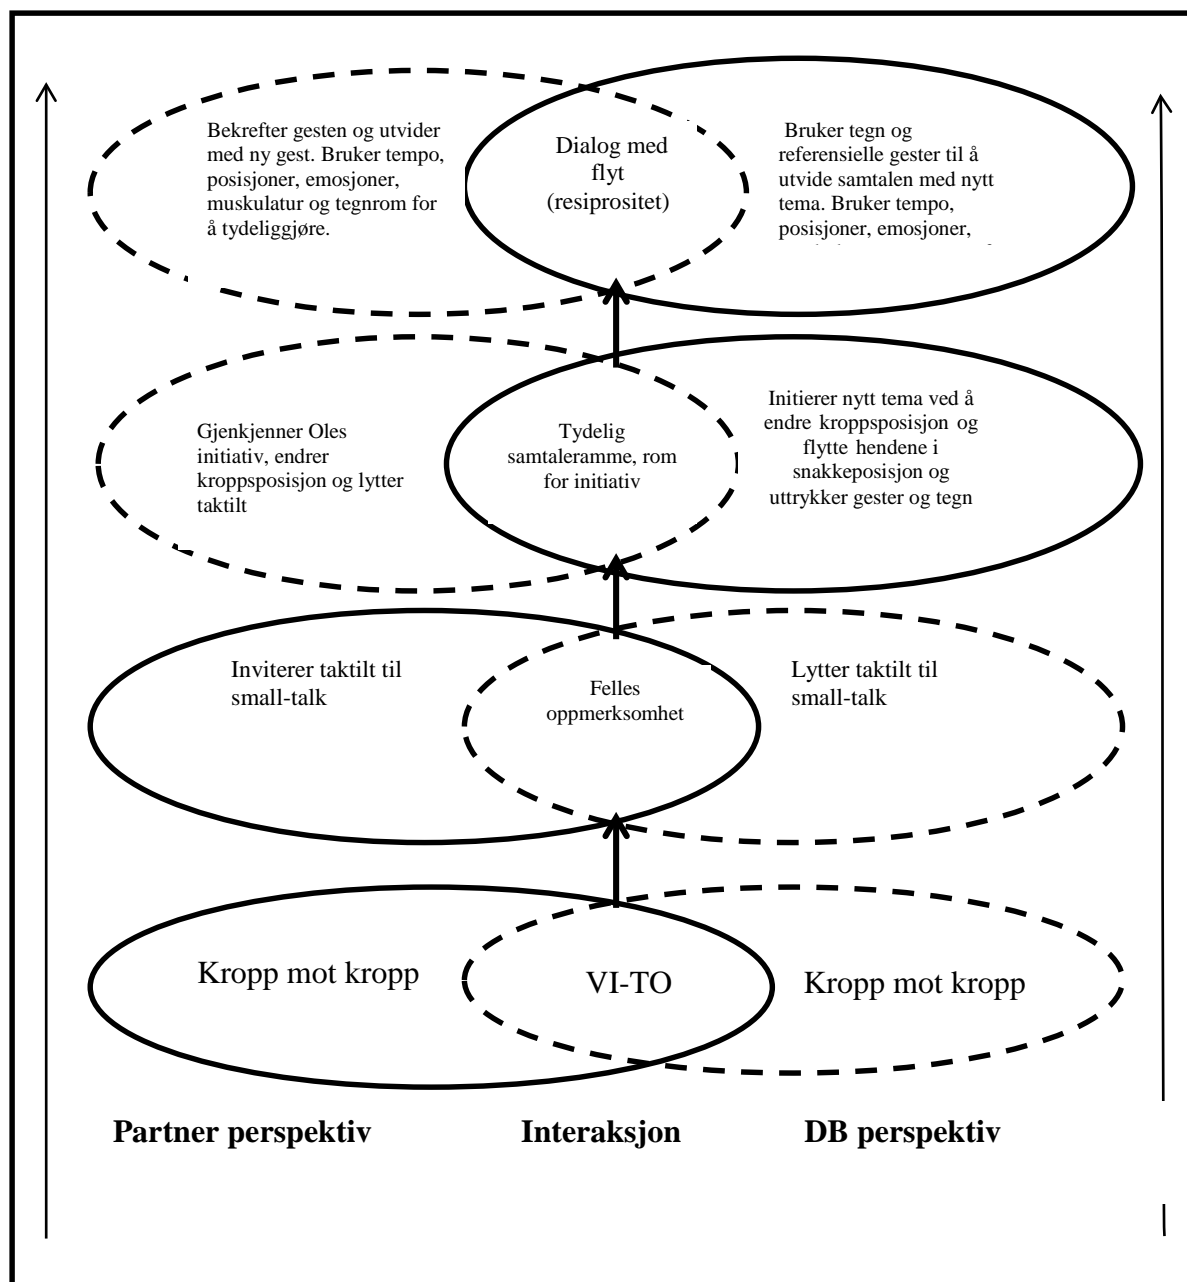 Bekrefter gesten og utvider
med ny gest. Bruker tempo,
posisjoner, emosjoner,
muskulatur og tegnrom for
å tydeliggjøre.
Dialog med
flyt
(resiprositet)
Bruker tegn og
referensielle gester til å
utvide samtalen med nytt
tema. Bruker tempo,
posisjoner, emosjoner,
Gjenkjenner Oles
initiativ, endrer
kroppsposisjon og lytter
taktilt
Tydelig
samtaleramme, rom
for initiativ
Initierer nytt tema ved å
endre kroppsposisjon og
flytte hendene i
snakkeposisjon og
uttrykker gester og tegn
Inviterer taktilt til
small-talk
Felles
oppmerksomhet
Lytter taktilt til
small-talk
Kropp mot kropp
VI-TO
Kropp mot kropp
Partner perspektiv
Interaksjon
DB perspektiv